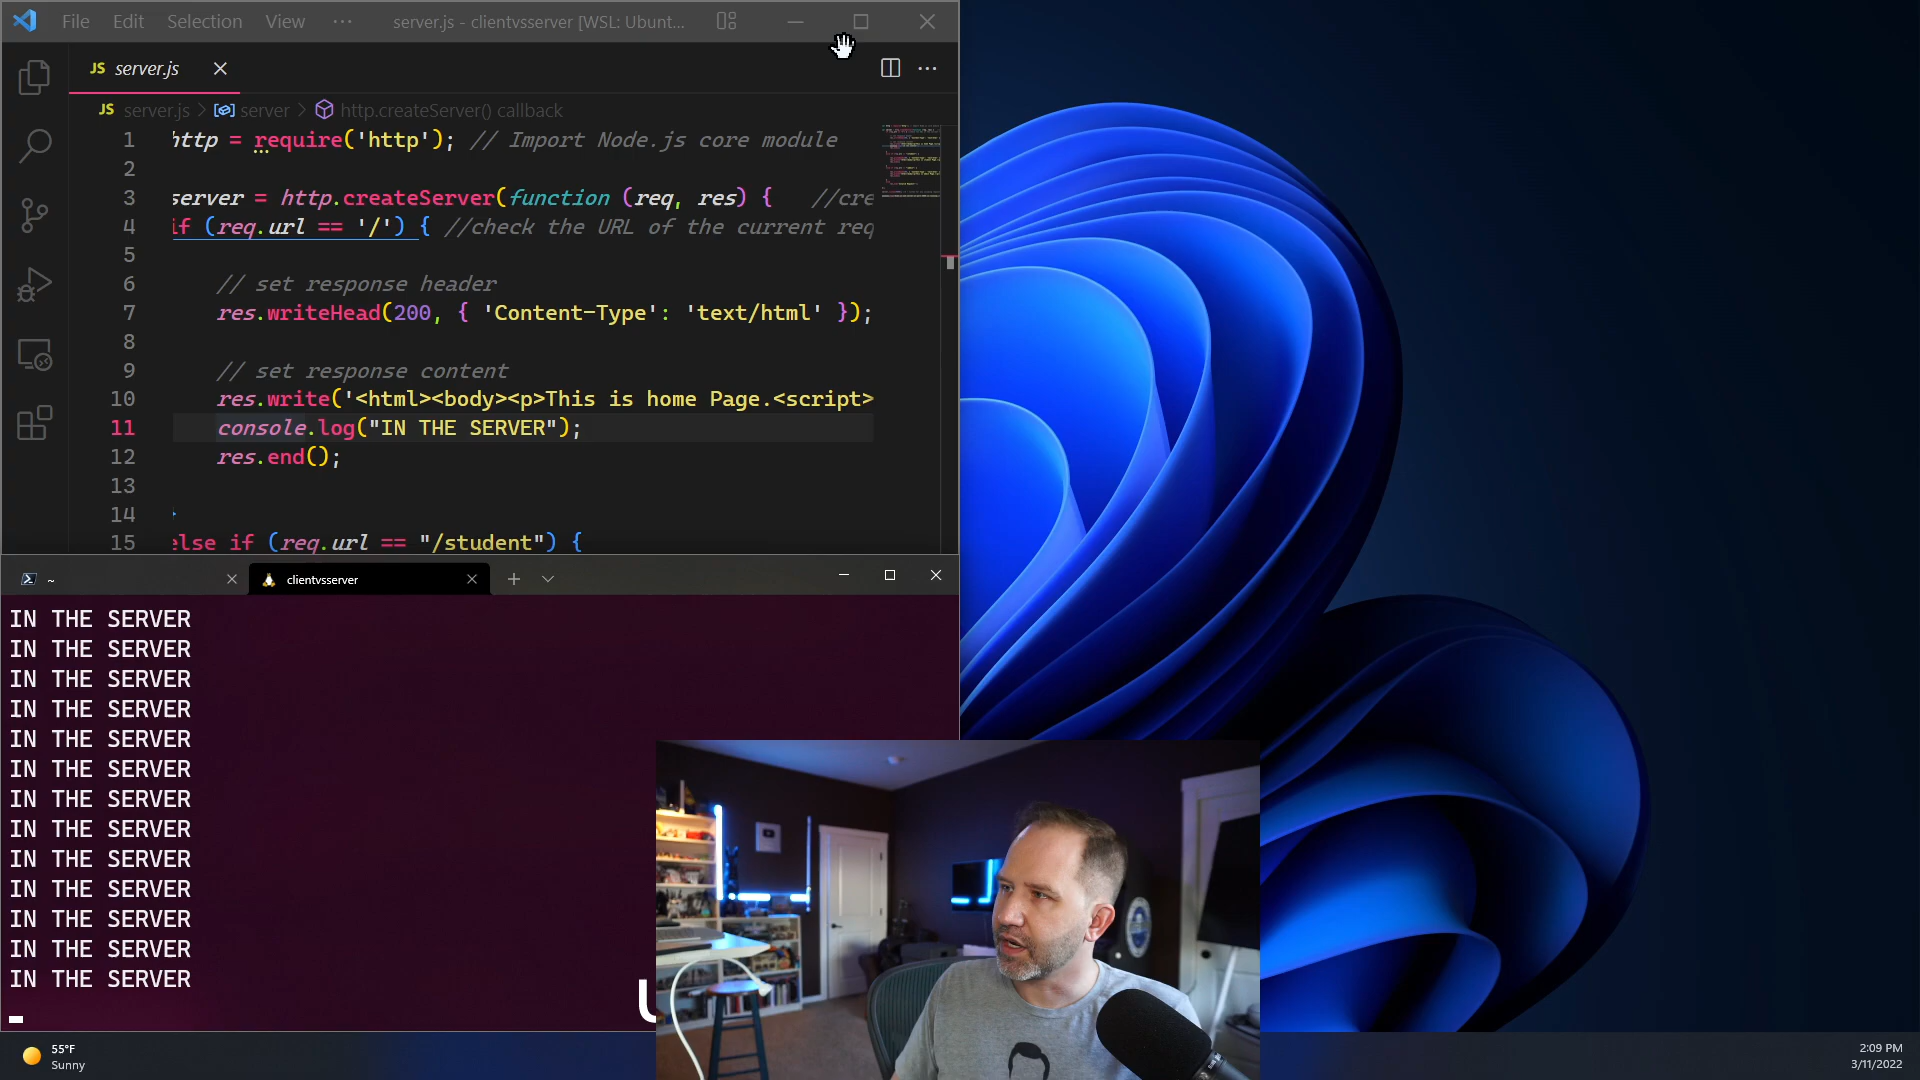 File Edit Selection View ··· server.js - clientvsserver [WSL: Ubunt...
JS server.js
JS server.js > server > http.createServer() callback
1 http = require('http'); // Import Node.js core module
2
3 server = http.createServer(function (req, res) { //cre
4 if (req.url == '/') { //check the URL of the current req
5
6 // set response header
7 res.writeHead(200, { 'Content-Type': 'text/html' });
8
9 // set response content
10 res.write('<html><body><p>This is home Page.<script>
11 console.log("IN THE SERVER");
12 res.end();
13
14
15 else if (req.url == "/student") {
~ clientvsserver
IN THE SERVER
IN THE SERVER
IN THE SERVER
IN THE SERVER
IN THE SERVER
IN THE SERVER
IN THE SERVER
IN THE SERVER
IN THE SERVER
IN THE SERVER
IN THE SERVER
IN THE SERVER
IN THE SERVER
55°F
Sunny
2:09 PM
3/11/2022